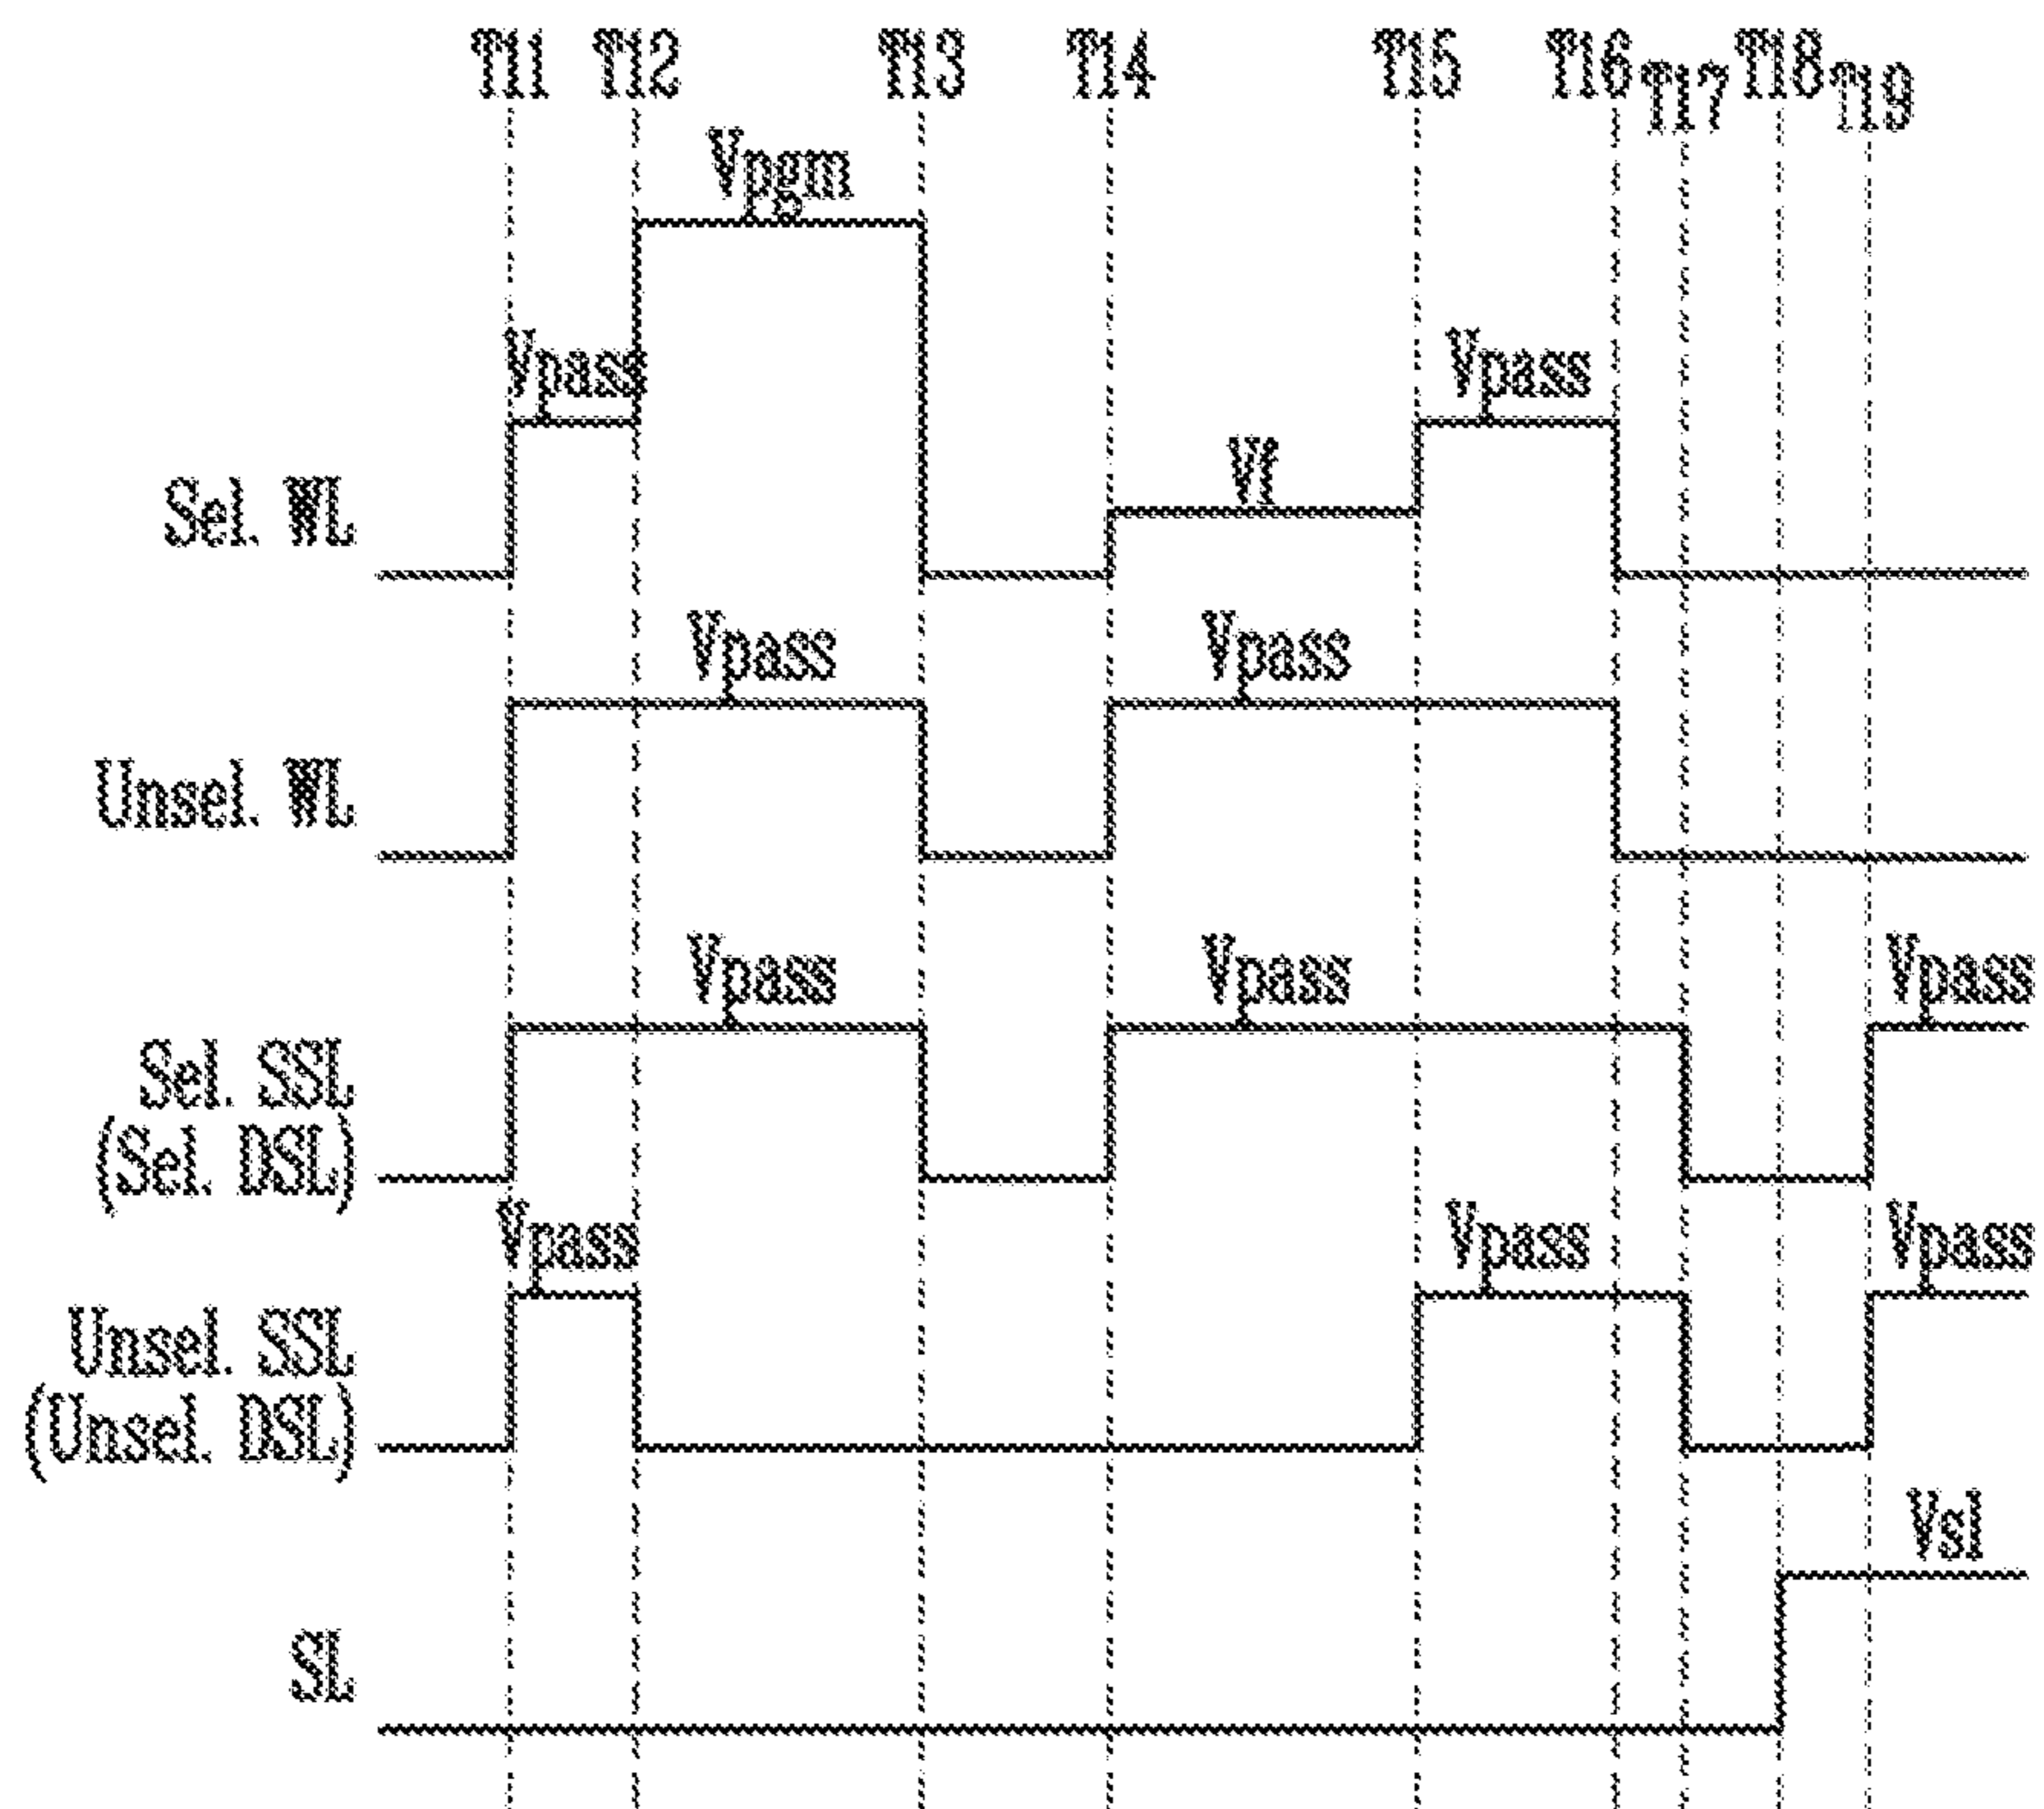 T11 T12 T13 T14 T15 T16 T17 T18 T19
Vpgm
Vpass Vpass
Vf
Sel. WL
Vpass Vpass
Unsel. WL
Vpass Vpass Vpass
Sel. SSL
(Sel. DSL)
Vpass Vpass Vpass
Unsel. SSL
(Unsel. DSL)
Vsl
SL